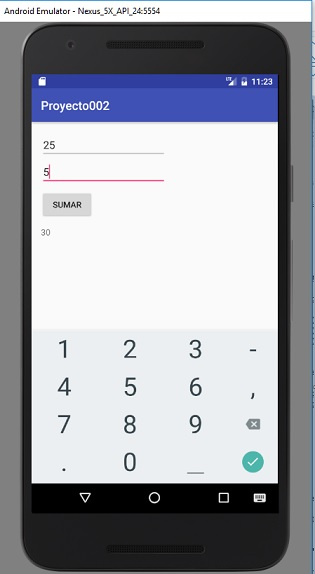 Android Emulator - Nexus_5X_API_24:5554
11:23
Proyecto002
25
5
SUMAR
30
1 2 3 -
4 5 6 ,
7 8 9
. 0 _